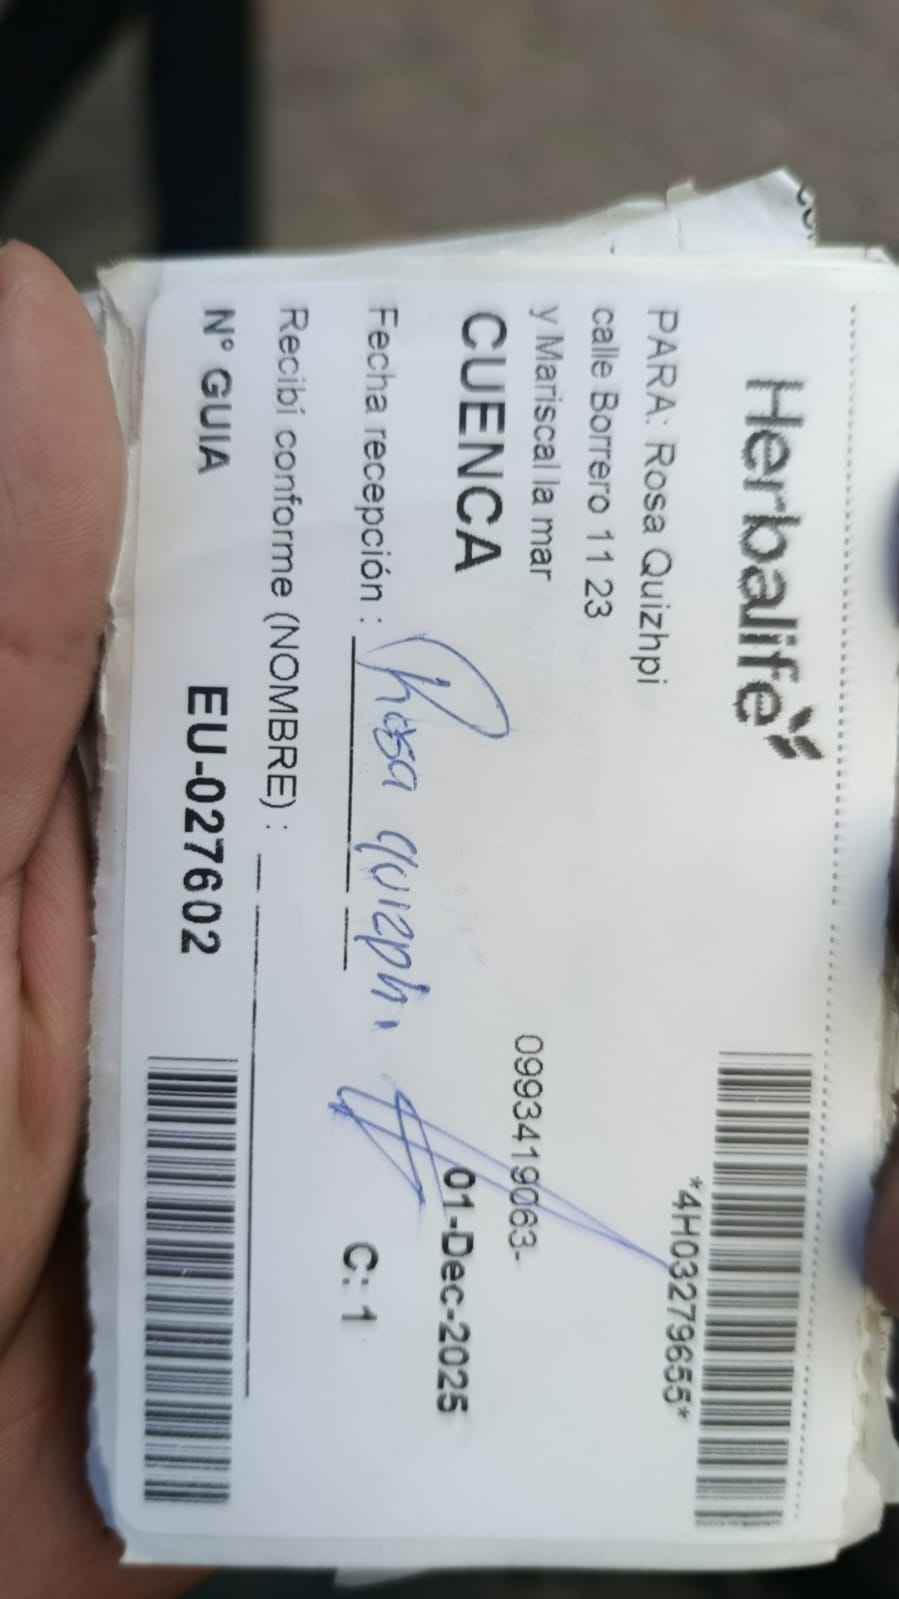 Herbalife
*4H03279655*
PARA: Rosa Quizhpi
calle Borrero 11 23
y Mariscal la mar
0993419063-
CUENCA
01-Dec-2025
Fecha recepción :
Rosa quizphi
C: 1
Recibí conforme (NOMBRE) :
N° GUIA
EU-027602